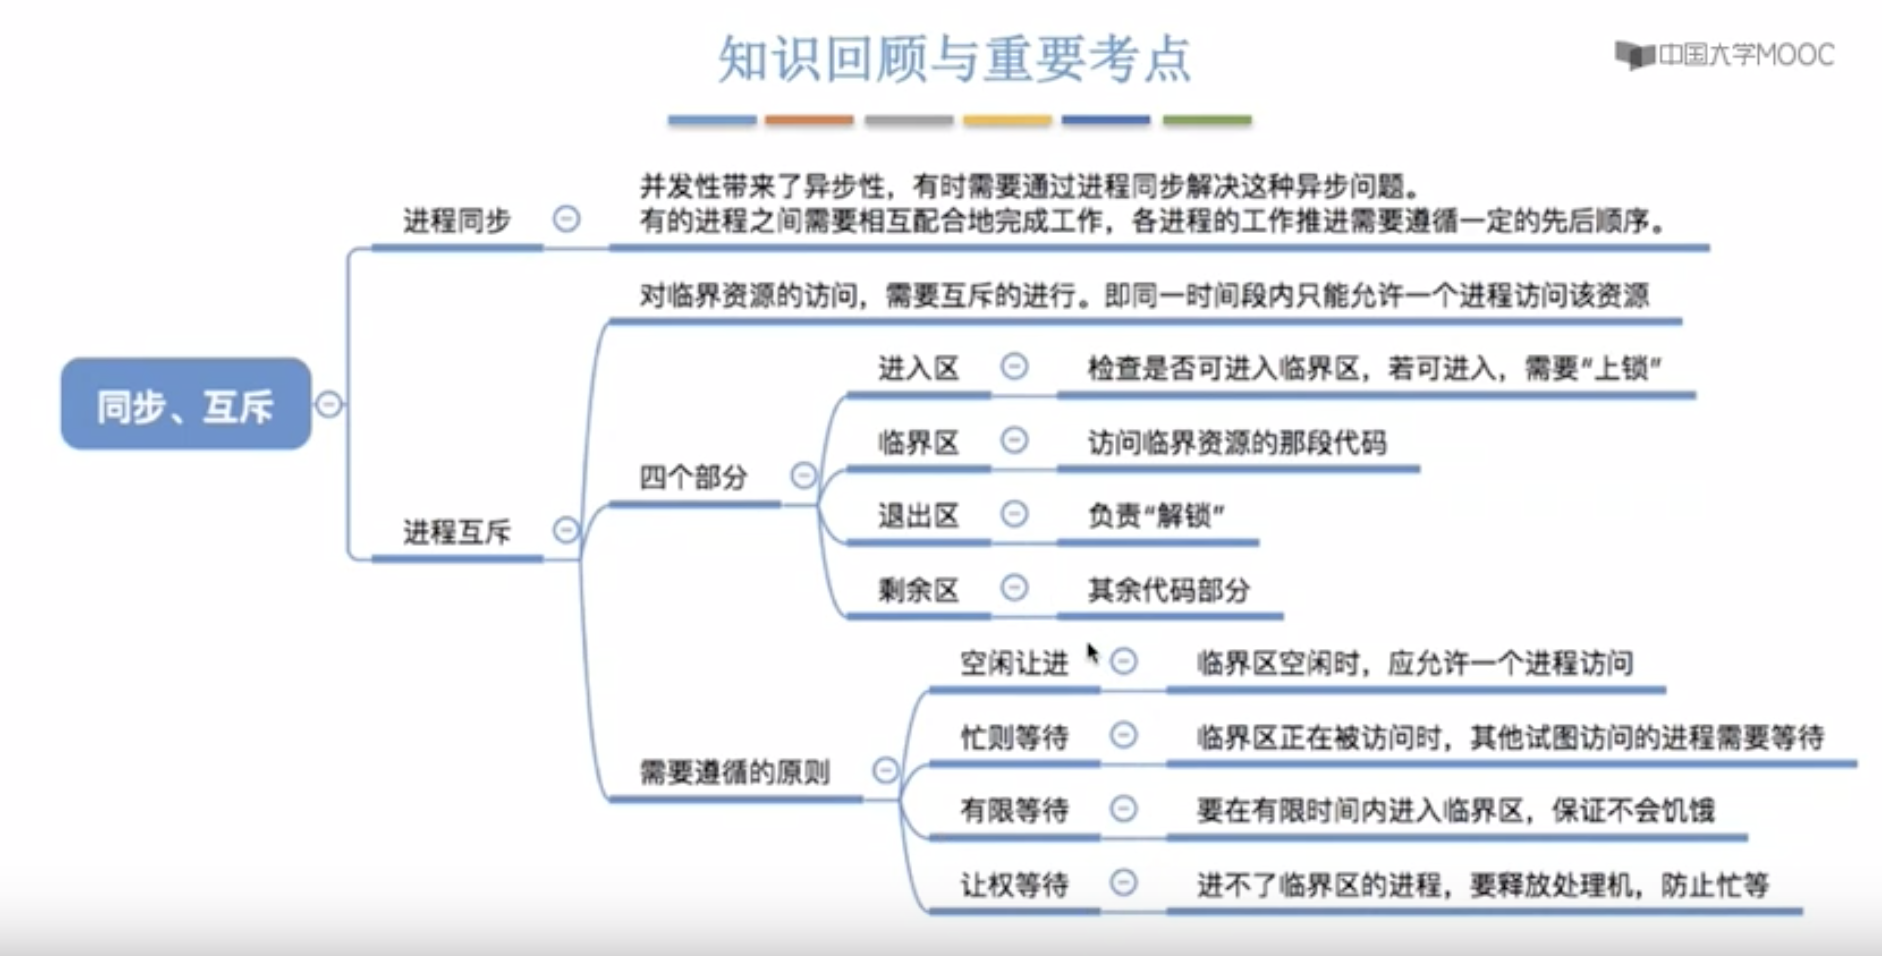 知识回顾与重要考点
中国大学MOOC
并发性带来了异步性，有时需要通过进程同步解决这种异步问题。
进程同步
有的进程之间需要相互配合地完成工作，各进程的工作推进需要遵循一定的先后顺序。
对临界资源的访问，需要互斥的进行。即同一时间段内只能允许一个进程访问该资源
同步、互斥
进程互斥
四个部分
进入区
检查是否可进入临界区，若可进入，需要“上锁”
临界区
访问临界资源的那段代码
退出区
负责“解锁”
剩余区
其余代码部分
需要遵循的原则
空闲让进
临界区空闲时，应允许一个进程访问
忙则等待
临界区正在被访问时，其他试图访问的进程需要等待
有限等待
要在有限时间内进入临界区，保证不会饥饿
让权等待
进不了临界区的进程，要释放处理机，防止忙等